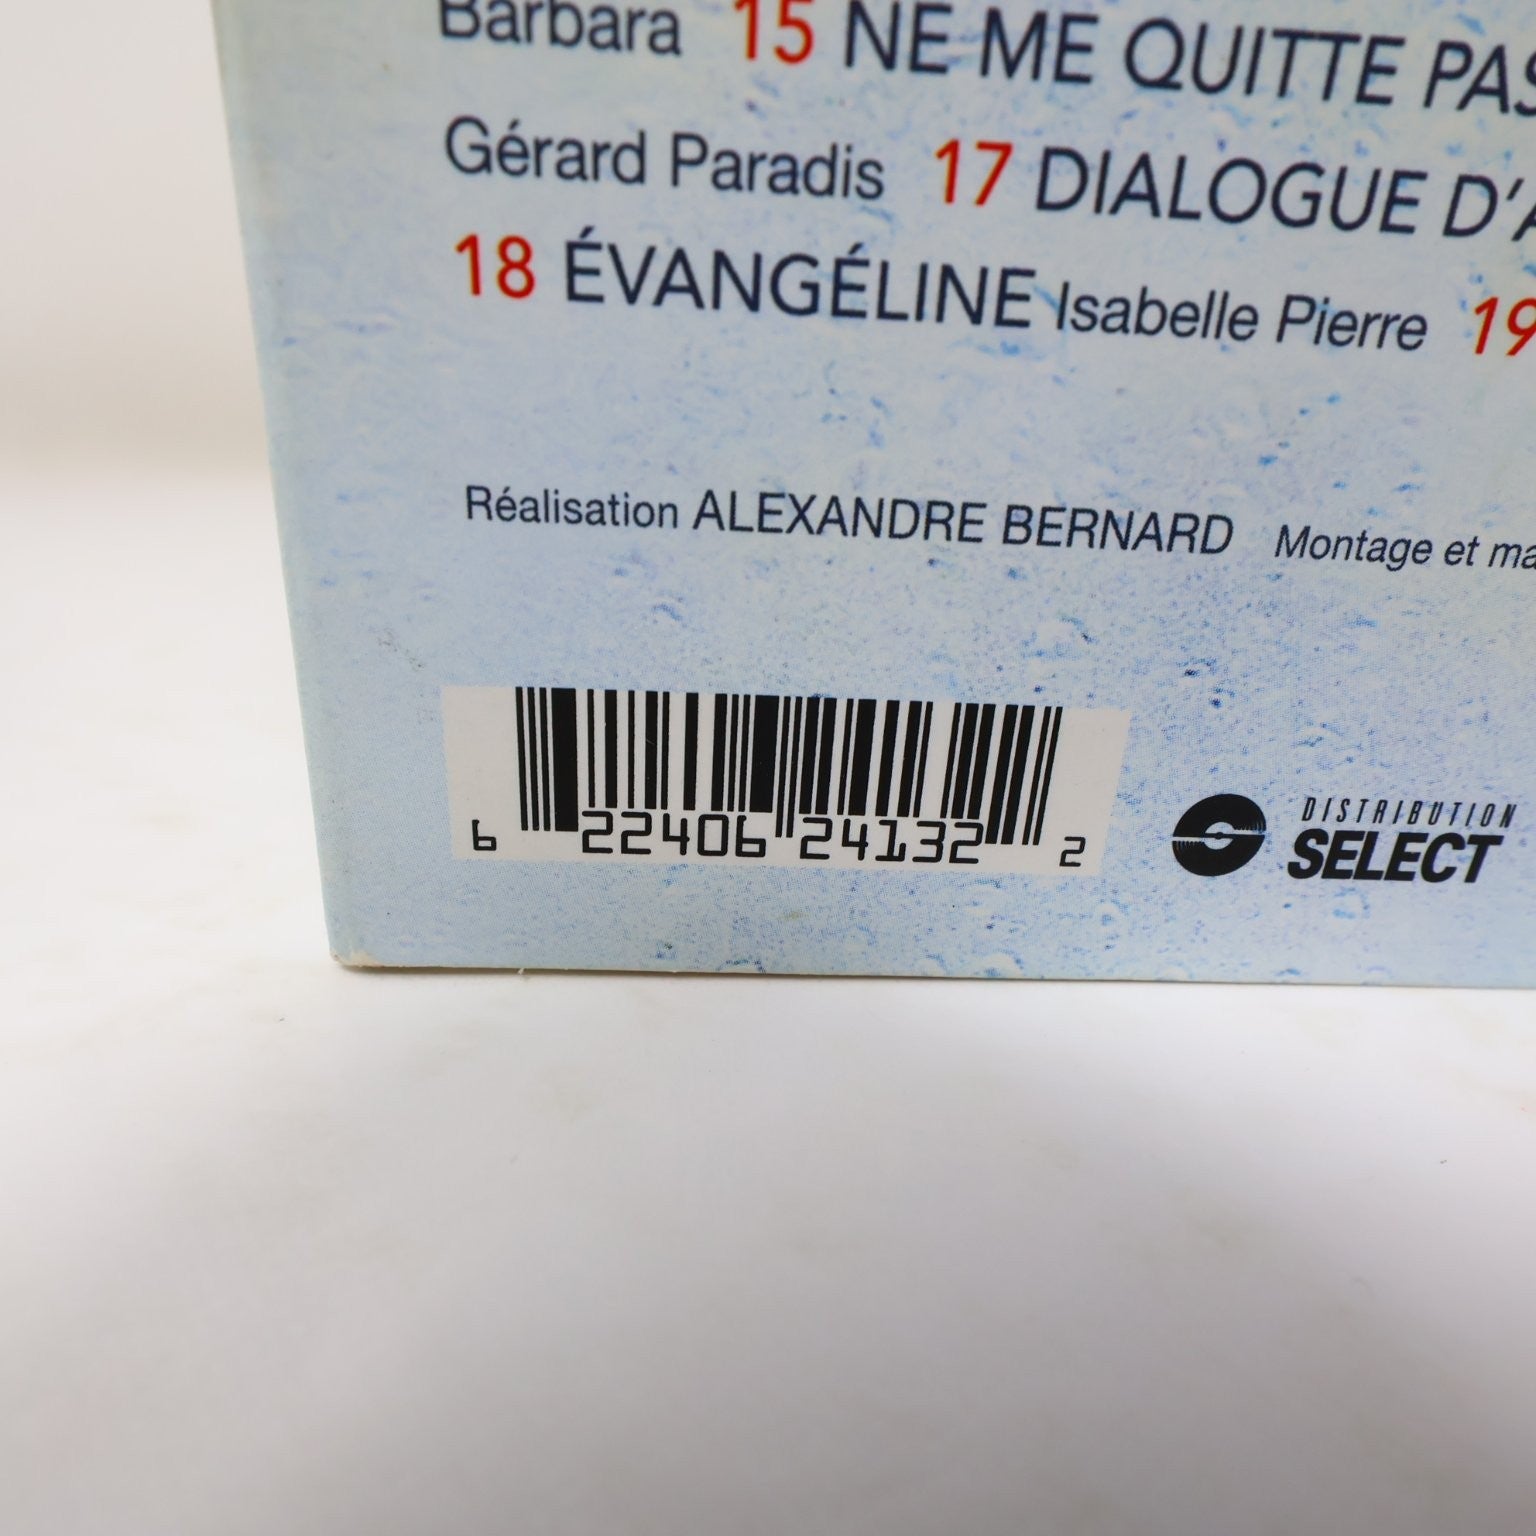 Barbara 15 NE ME QUITTE PAS
Gérard Paradis 17 DIALOGUE D'A
18 ÉVANGÉLINE Isabelle Pierre 19
Réalisation ALEXANDRE BERNARD Montage et ma
6 22406 24132 2
DISTRIBUTION
SELECT